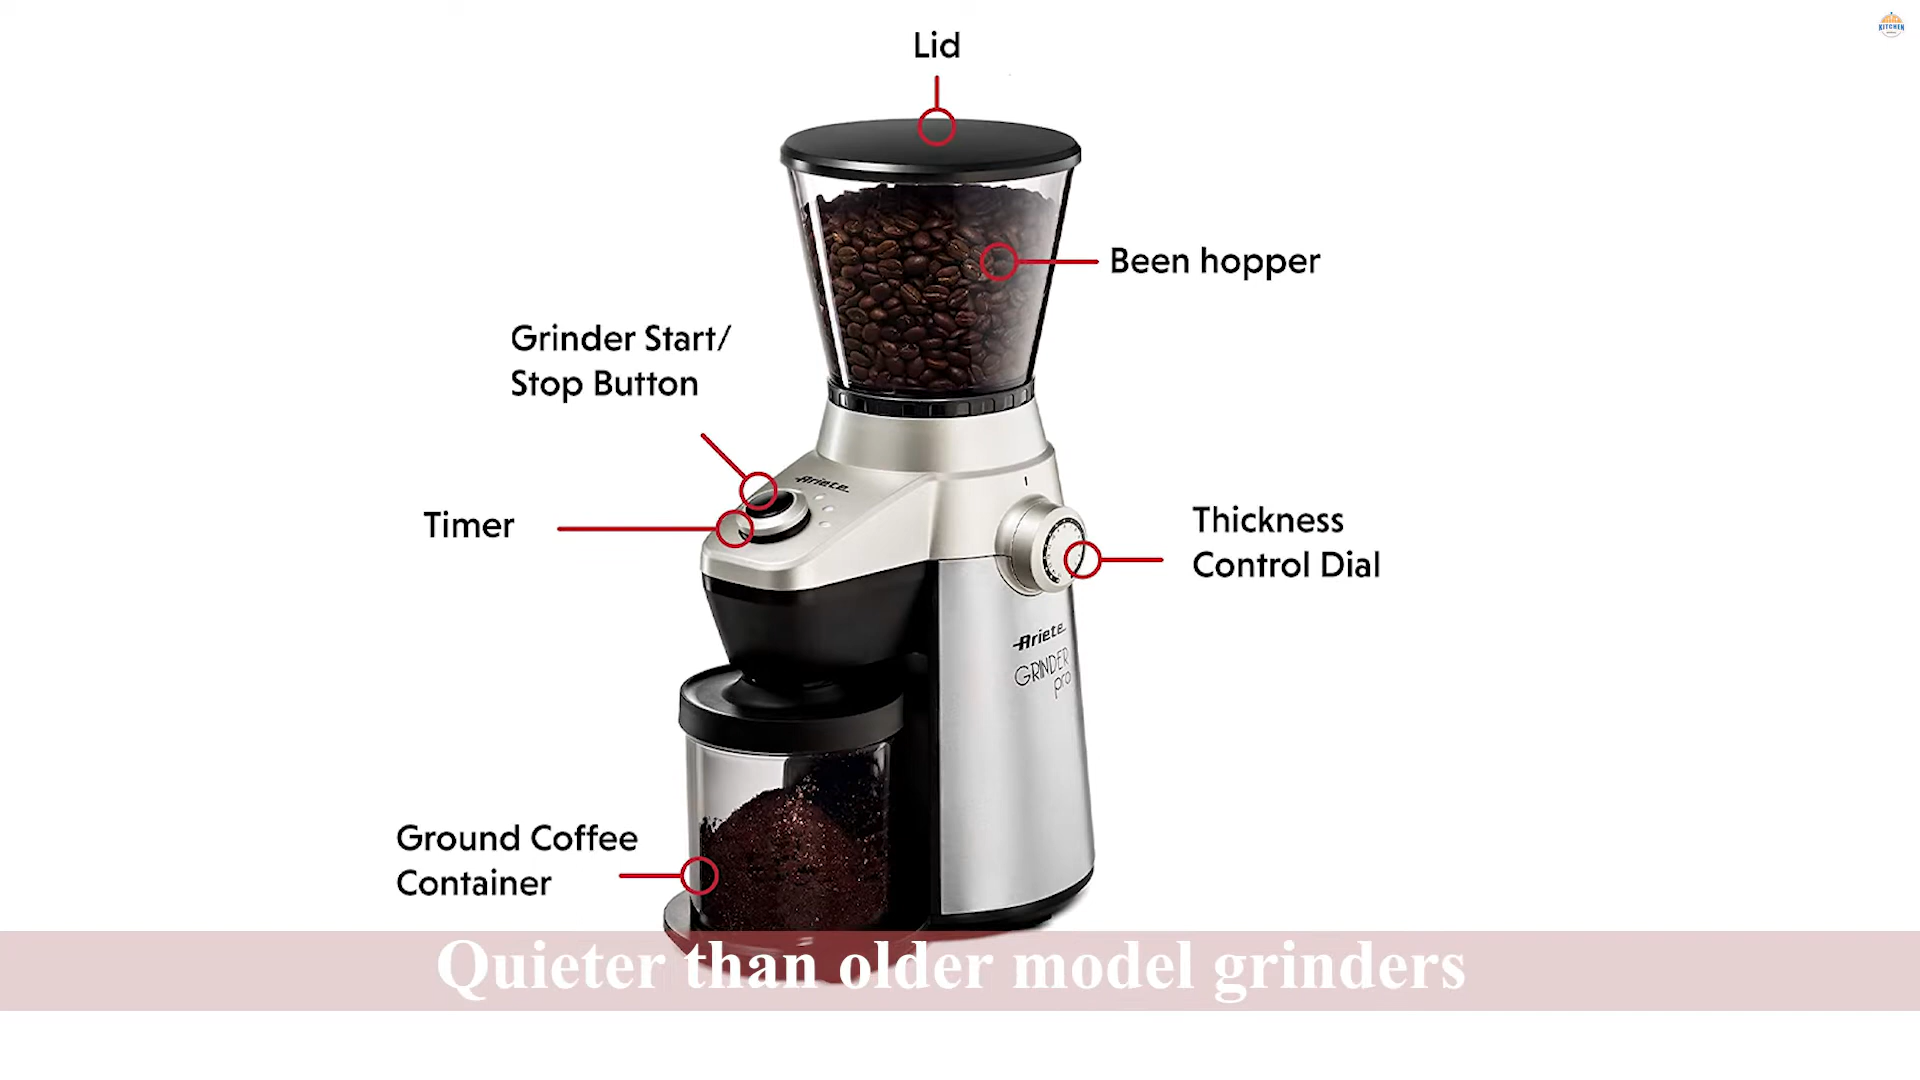 KITCHEN
Lid
Been hopper
Grinder Start/
Stop Button
Ariete
Timer
Thickness
Control Dial
Ariete
GRINDER
pro
Ground Coffee
Container
Quieter than older model grinders